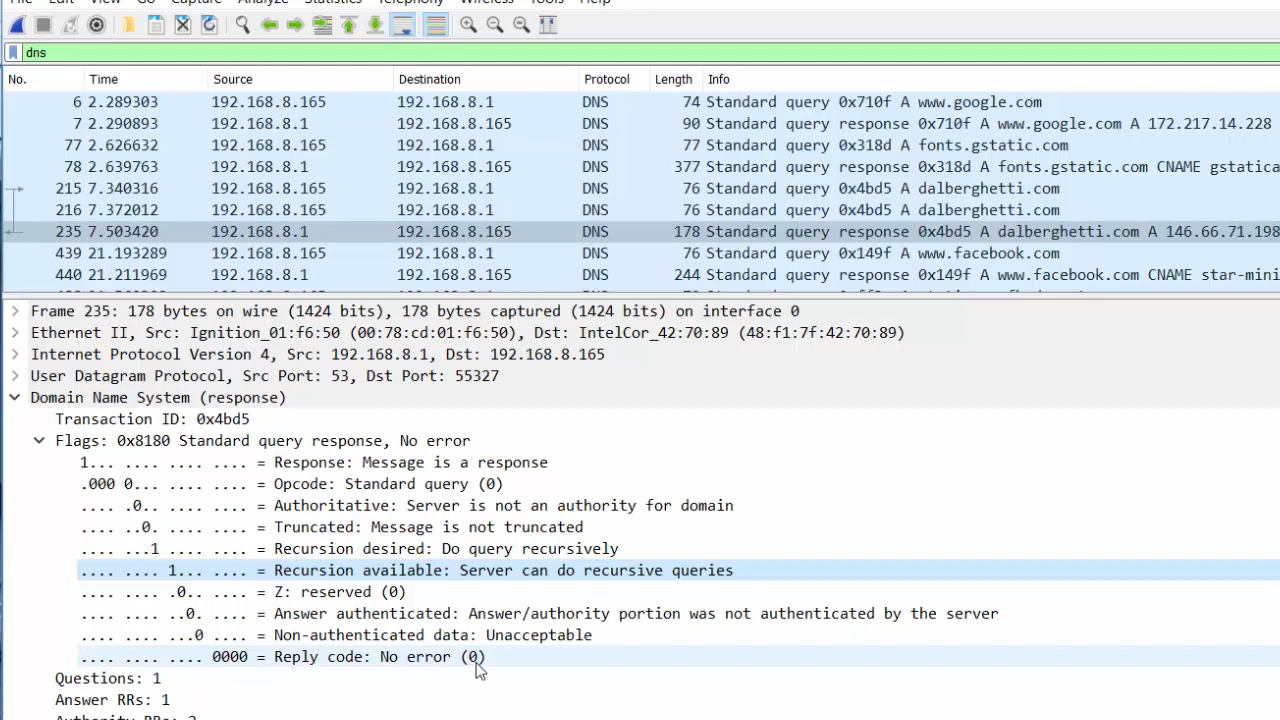 File Edit View Go Capture Analyze Statistics Telephony Wireless Tools Help
dns
No. Time Source Destination Protocol Length Info
6 2.289303 192.168.8.165 192.168.8.1 DNS 74 Standard query 0x710f A www.google.com
7 2.290893 192.168.8.1 192.168.8.165 DNS 90 Standard query response 0x710f A www.google.com A 172.217.14.228
77 2.626632 192.168.8.165 192.168.8.1 DNS 77 Standard query 0x318d A fonts.gstatic.com
78 2.639763 192.168.8.1 192.168.8.165 DNS 377 Standard query response 0x318d A fonts.gstatic.com CNAME gstatica
215 7.340316 192.168.8.165 192.168.8.1 DNS 76 Standard query 0x4bd5 A dalberghetti.com
216 7.372012 192.168.8.165 192.168.8.1 DNS 76 Standard query 0x4bd5 A dalberghetti.com
235 7.503420 192.168.8.1 192.168.8.165 DNS 178 Standard query response 0x4bd5 A dalberghetti.com A 146.66.71.198
439 21.193289 192.168.8.165 192.168.8.1 DNS 76 Standard query 0x149f A www.facebook.com
440 21.211969 192.168.8.1 192.168.8.165 DNS 244 Standard query response 0x149f A www.facebook.com CNAME star-mini
Frame 235: 178 bytes on wire (1424 bits), 178 bytes captured (1424 bits) on interface 0
Ethernet II, Src: Ignition_01:f6:50 (00:78:cd:01:f6:50), Dst: IntelCor_42:70:89 (48:f1:7f:42:70:89)
Internet Protocol Version 4, Src: 192.168.8.1, Dst: 192.168.8.165
User Datagram Protocol, Src Port: 53, Dst Port: 55327
Domain Name System (response)
Transaction ID: 0x4bd5
Flags: 0x8180 Standard query response, No error
1... .... .... .... = Response: Message is a response
.000 0... .... .... = Opcode: Standard query (0)
.... .0.. .... .... = Authoritative: Server is not an authority for domain
.... ..0. .... .... = Truncated: Message is not truncated
.... ...1 .... .... = Recursion desired: Do query recursively
.... .... 1... .... = Recursion available: Server can do recursive queries
.... .... .0.. .... = Z: reserved (0)
.... .... ..0. .... = Answer authenticated: Answer/authority portion was not authenticated by the server
.... .... ...0 .... = Non-authenticated data: Unacceptable
.... .... .... 0000 = Reply code: No error (0)
Questions: 1
Answer RRs: 1
Authority RRs: 2